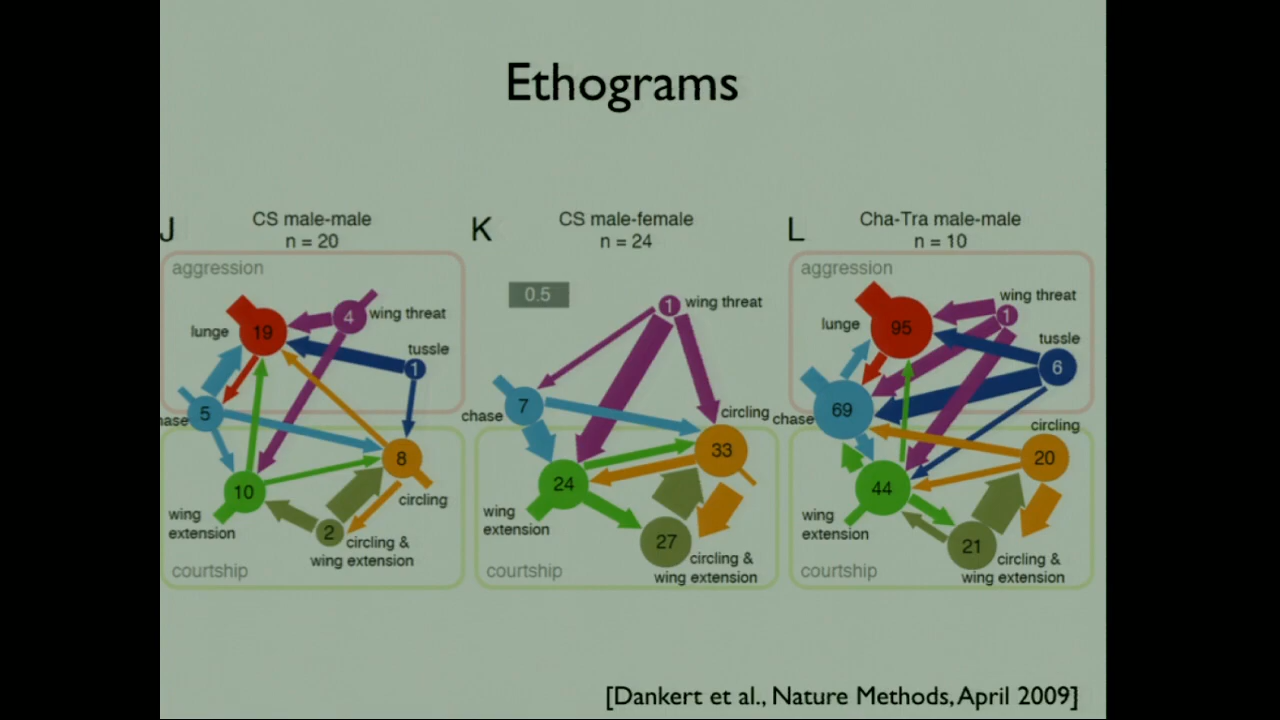 Ethograms
J
CS male-male
n = 20
aggression
lunge
19
4
wing threat
tussle
1
5
hase
8
10
circling
wing
extension
2
circling &
wing extension
courtship
K
CS male-female
n = 24
0.5
1
wing threat
7
chase
circling
33
24
wing
extension
27
circling &
wing extension
courtship
L
Cha-Tra male-male
n = 10
aggression
wing threat
lunge
95
1
tussle
6
chase
69
circling
20
44
wing
extension
21
circling &
wing extension
courtship
[Dankert et al., Nature Methods, April 2009]